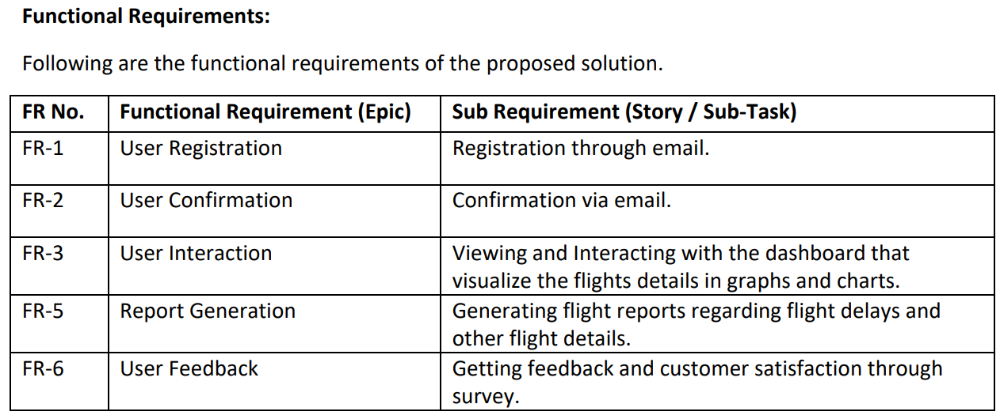 Functional Requirements:
Following are the functional requirements of the proposed solution.
FR No. Functional Requirement (Epic) Sub Requirement (Story / Sub-Task)
FR-1 User Registration Registration through email.
FR-2 User Confirmation Confirmation via email.
FR-3 User Interaction Viewing and Interacting with the dashboard that
visualize the flights details in graphs and charts.
FR-5 Report Generation Generating flight reports regarding flight delays and
other flight details.
FR-6 User Feedback Getting feedback and customer satisfaction through
survey.